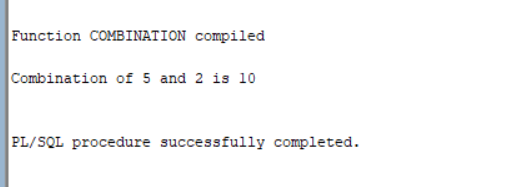 Function COMBINATION compiled
Combination of 5 and 2 is 10
PL/SQL procedure successfully completed.